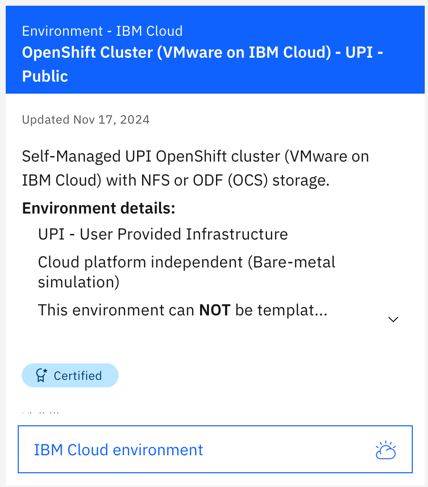 Environment - IBM Cloud
OpenShift Cluster (VMware on IBM Cloud) - UPI -
Public
Updated Nov 17, 2024
Self-Managed UPI OpenShift cluster (VMware on
IBM Cloud) with NFS or ODF (OCS) storage.
Environment details:
UPI - User Provided Infrastructure
Cloud platform independent (Bare-metal
simulation)
This environment can NOT be templat...
Certified
IBM Cloud environment